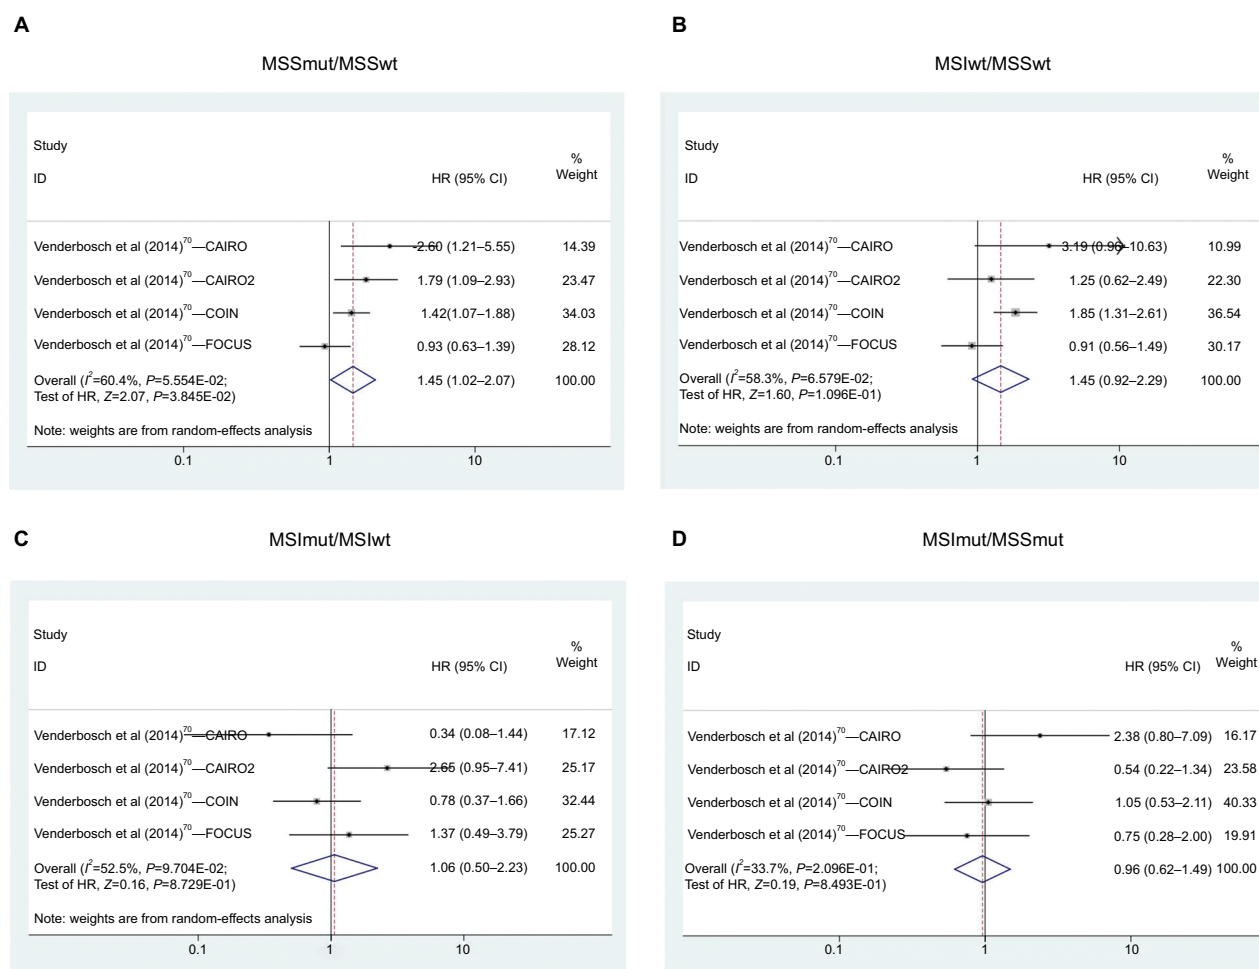 A
MSSmut/MSSwt
Study
ID
HR (95% CI)
%
Weight
Venderbosch et al (2014)70—CAIRO 2.60 (1.21–5.55) 14.39
Venderbosch et al (2014)70—CAIRO2 1.79 (1.09–2.93) 23.47
Venderbosch et al (2014)70—COIN 1.42(1.07–1.88) 34.03
Venderbosch et al (2014)70—FOCUS 0.93 (0.63–1.39) 28.12
Overall (I2=60.4%, P=5.554E-02; 1.45 (1.02–2.07) 100.00
Test of HR, Z=2.07, P=3.845E-02)
Note: weights are from random-effects analysis
0.1 1 10
B
MSIwt/MSSwt
Study
ID
HR (95% CI)
%
Weight
Venderbosch et al (2014)70—CAIRO 3.19 (0.96–10.63) 10.99
Venderbosch et al (2014)70—CAIRO2 1.25 (0.62–2.49) 22.30
Venderbosch et al (2014)70—COIN 1.85 (1.31–2.61) 36.54
Venderbosch et al (2014)70—FOCUS 0.91 (0.56–1.49) 30.17
Overall (I2=58.3%, P=6.579E-02; 1.45 (0.92–2.29) 100.00
Test of HR, Z=1.60, P=1.096E-01)
Note: weights are from random-effects analysis
0.1 1 10
C
MSImut/MSIwt
Study
ID
HR (95% CI)
%
Weight
Venderbosch et al (2014)70—CAIRO 0.34 (0.08–1.44) 17.12
Venderbosch et al (2014)70—CAIRO2 2.65 (0.95–7.41) 25.17
Venderbosch et al (2014)70—COIN 0.78 (0.37–1.66) 32.44
Venderbosch et al (2014)70—FOCUS 1.37 (0.49–3.79) 25.27
Overall (I2=52.5%, P=9.704E-02; 1.06 (0.50–2.23) 100.00
Test of HR, Z=0.16, P=8.729E-01)
Note: weights are from random-effects analysis
0.1 1 10
D
MSImut/MSSmut
Study
ID
HR (95% CI)
%
Weight
Venderbosch et al (2014)70—CAIRO 2.38 (0.80–7.09) 16.17
Venderbosch et al (2014)70—CAIRO2 0.54 (0.22–1.34) 23.58
Venderbosch et al (2014)70—COIN 1.05 (0.53–2.11) 40.33
Venderbosch et al (2014)70—FOCUS 0.75 (0.28–2.00) 19.91
Overall (I2=33.7%, P=2.096E-01; 0.96 (0.62–1.49) 100.00
Test of HR, Z=0.19, P=8.493E-01)
0.1 1 10